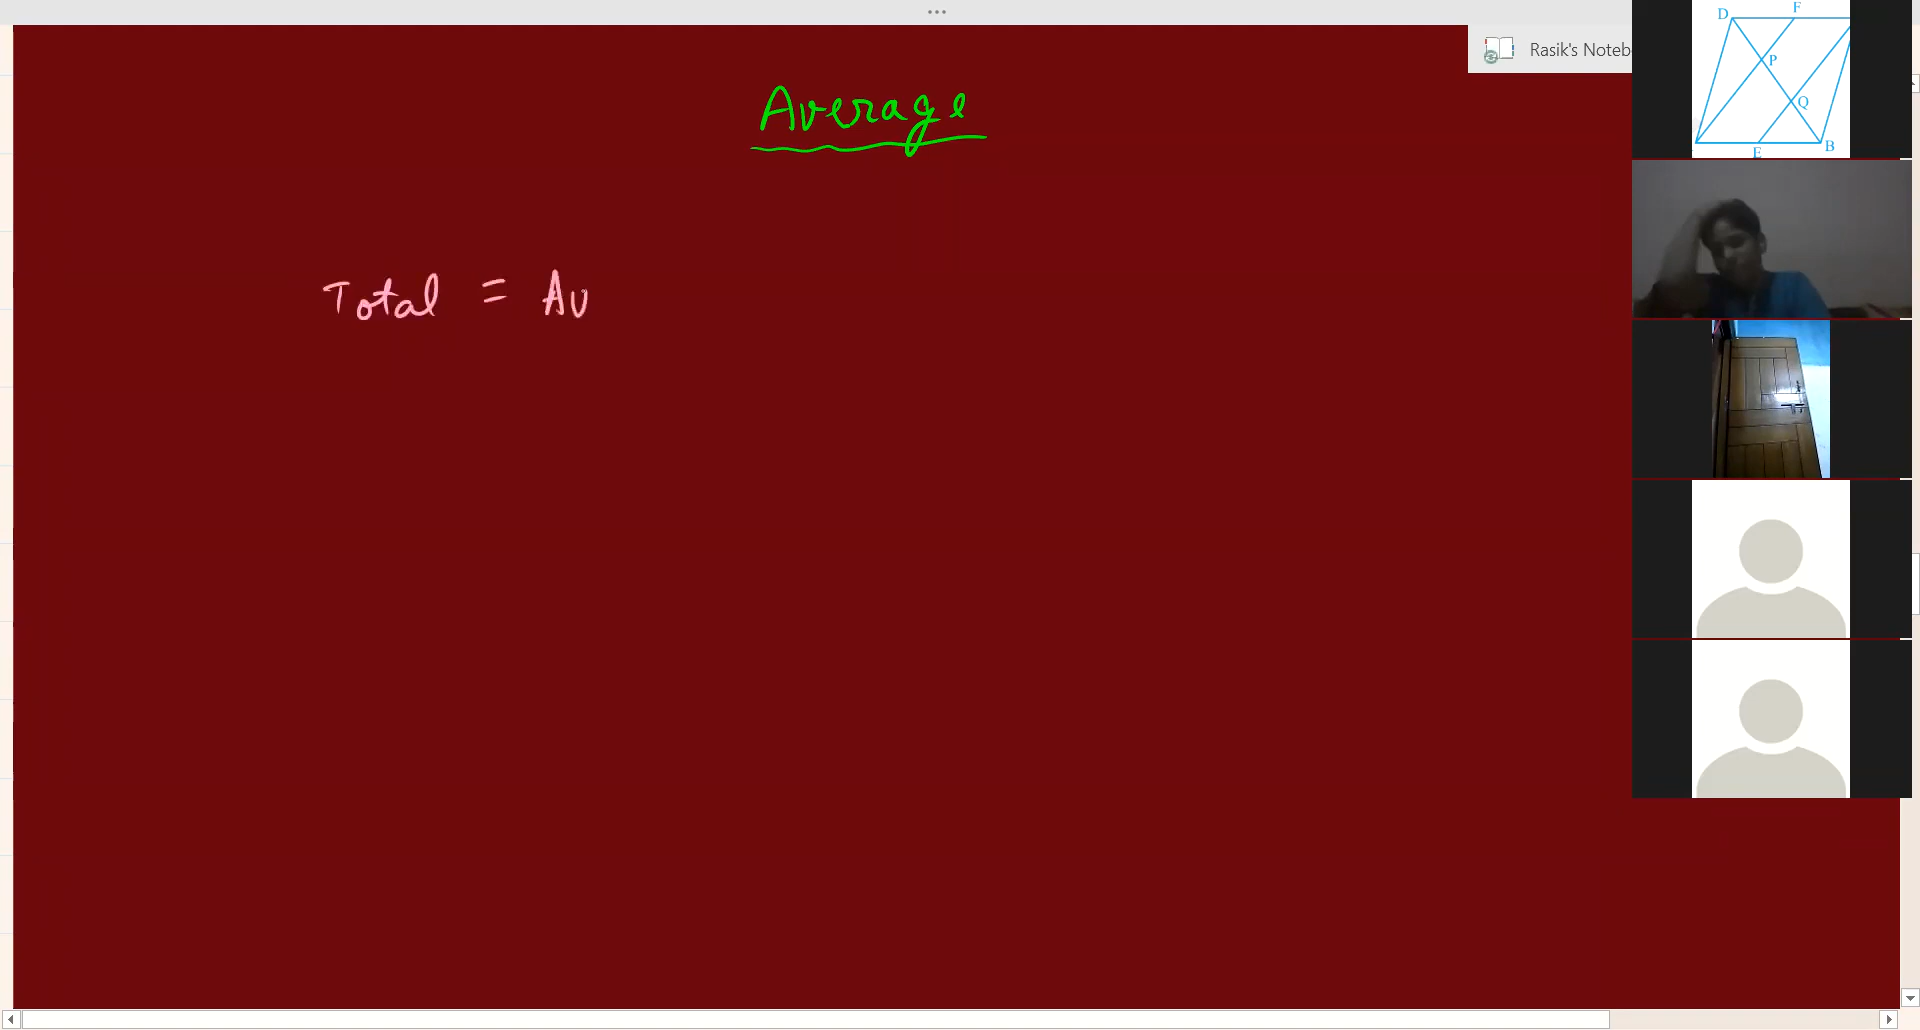 Rasik's Noteb
D F
P
Q
E B
Average
Total = Av